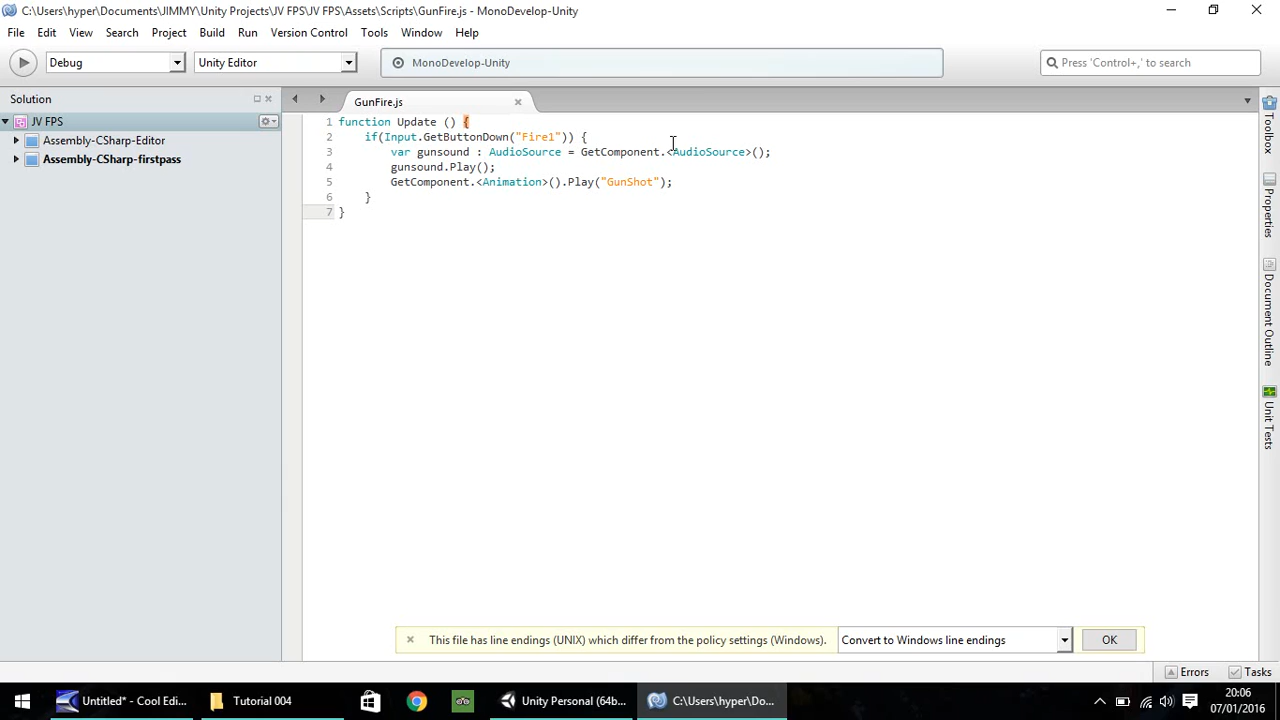 C:\Users\hyper\Documents\JIMMY\Unity Projects\JV FPS\JV FPS\Assets\Scripts\GunFire.js - MonoDevelop-Unity
File Edit View Search Project Build Run Version Control Tools Window Help
Debug Unity Editor MonoDevelop-Unity Press 'Control+,' to search
Solution
GunFire.js
JV FPS
Assembly-CSharp-Editor
Assembly-CSharp-firstpass
1 function Update () {
2 if(Input.GetButtonDown("Fire1")) {
3 var gunsound : AudioSource = GetComponent.<AudioSource>();
4 gunsound.Play();
5 GetComponent.<Animation>().Play("GunShot");
6 }
7 }
Toolbox
Properties
Document Outline
Unit Tests
This file has line endings (UNIX) which differ from the policy settings (Windows). Convert to Windows line endings OK
Errors Tasks
Untitled* - Cool Edi... Tutorial 004 Unity Personal (64b... C:\Users\hyper\Do...
20:06
07/01/2016